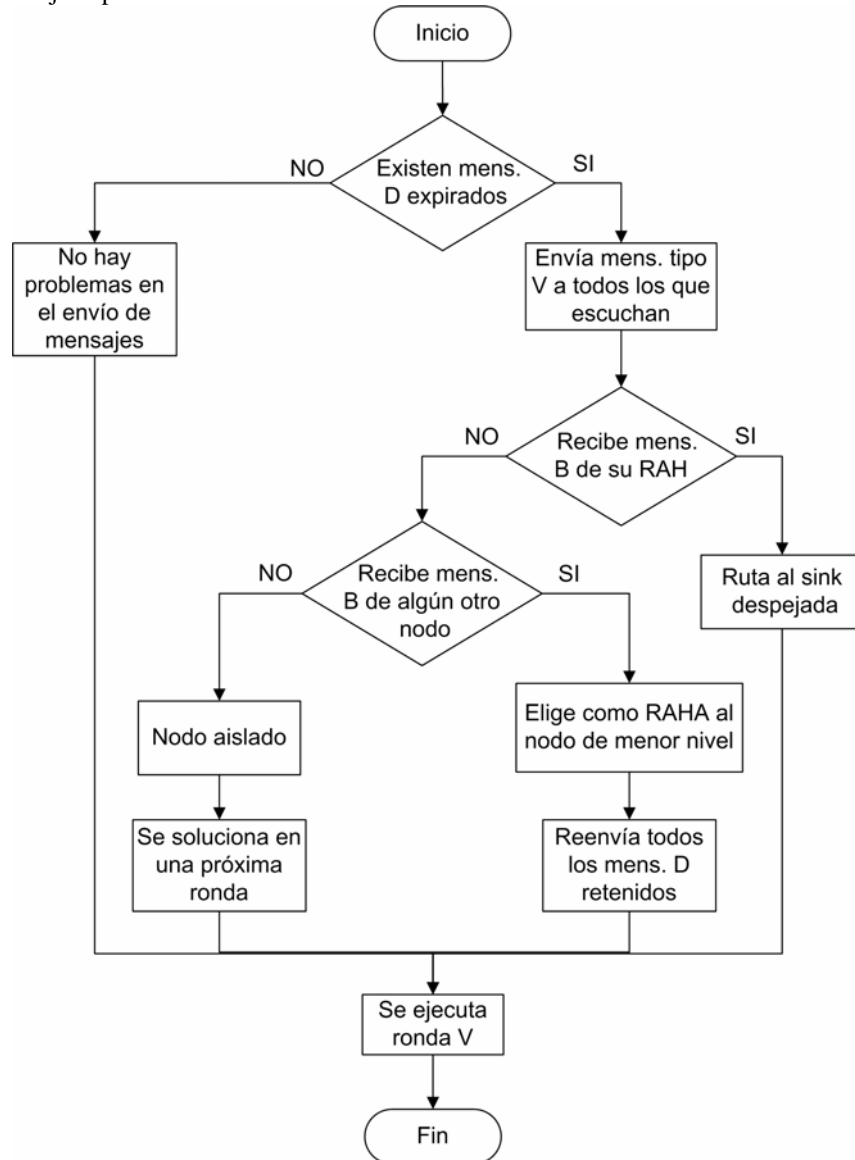 Inicio
NO
SI
Existen mens.
D expirados
No hay
problemas en
el envío de
mensajes
Envía mens. tipo
V a todos los que
escuchan
NO
SI
Recibe mens.
B de su RAH
NO
SI
Recibe mens.
B de algún otro
nodo
Ruta al sink
despejada
Nodo aislado
Elige como RAHA al
nodo de menor nivel
Se soluciona en
una próxima
ronda
Reenvía todos
los mens. D
retenidos
Se ejecuta
ronda V
Fin